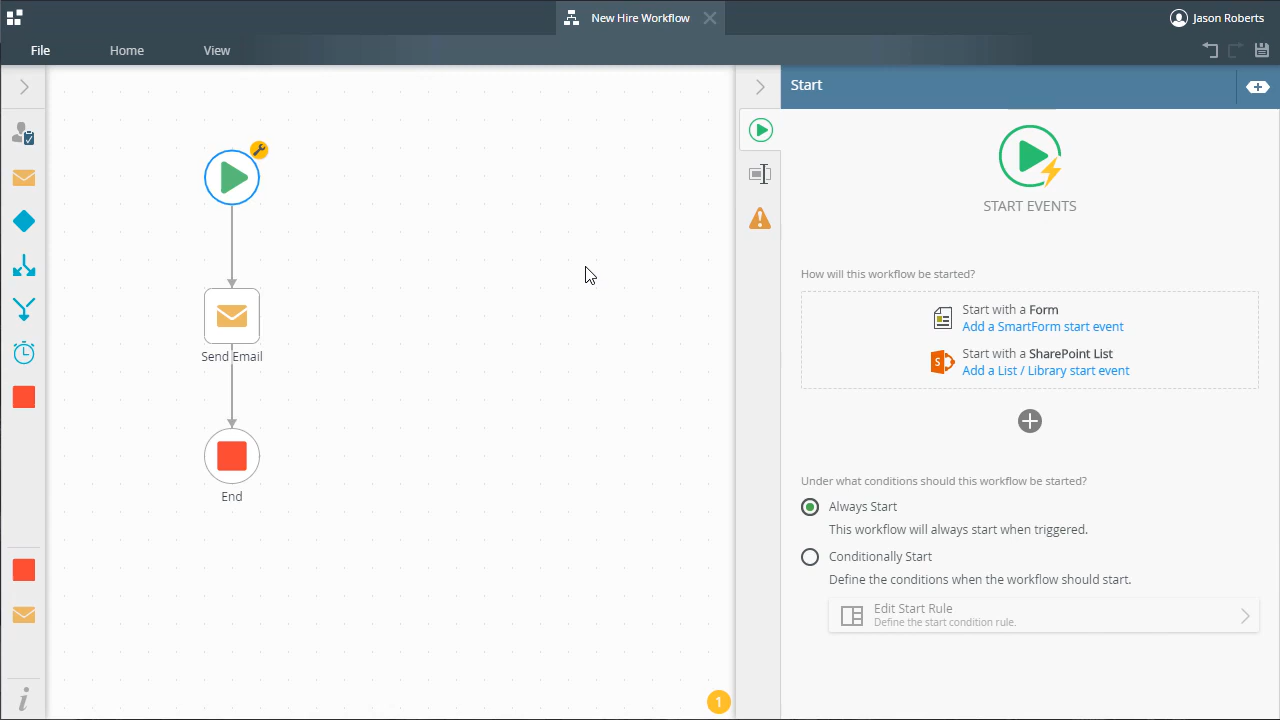 New Hire Workflow
Jason Roberts
File
Home
View
Start
START EVENTS
How will this workflow be started?
Start with a Form
Add a SmartForm start event
S
Start with a SharePoint List
Add a List / Library start event
Send Email
End
Under what conditions should this workflow be started?
Always Start
This workflow will always start when triggered.
Conditionally Start
Define the conditions when the workflow should start.
Edit Start Rule
Define the start condition rule.
i
1